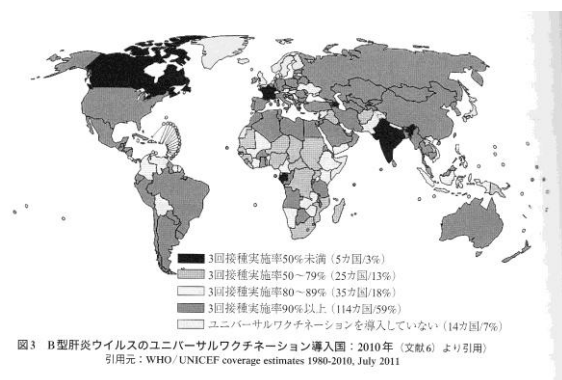 3回接種実施率50%未満 (5カ国/3%)
3回接種実施率50～79% (25カ国/13%)
3回接種実施率80～89% (35カ国/18%)
3回接種実施率90%以上 (114カ国/59%)
ユニバーサルワクチネーションを導入していない (14カ国/7%)
図3 B型肝炎ウイルスのユニバーサルワクチネーション導入国：2010年 (文献6) より引用)
引用元：WHO/UNICEF coverage estimates 1980-2010, July 2011